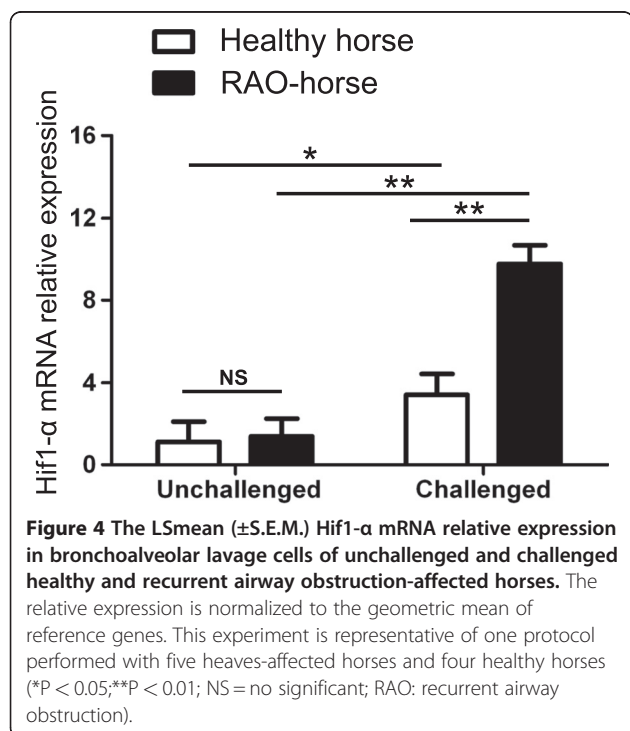 Healthy horse
RAO-horse
Hif1-α mRNA relative expression
16
12
8
4
0
*
**
**
NS
Unchallenged
Challenged
Figure 4 The LSmean (±S.E.M.) Hif1-α mRNA relative expression
in bronchoalveolar lavage cells of unchallenged and challenged
healthy and recurrent airway obstruction-affected horses. The
relative expression is normalized to the geometric mean of
reference genes. This experiment is representative of one protocol
performed with five heaves-affected horses and four healthy horses
(*P < 0.05;**P < 0.01; NS = no significant; RAO: recurrent airway
obstruction).